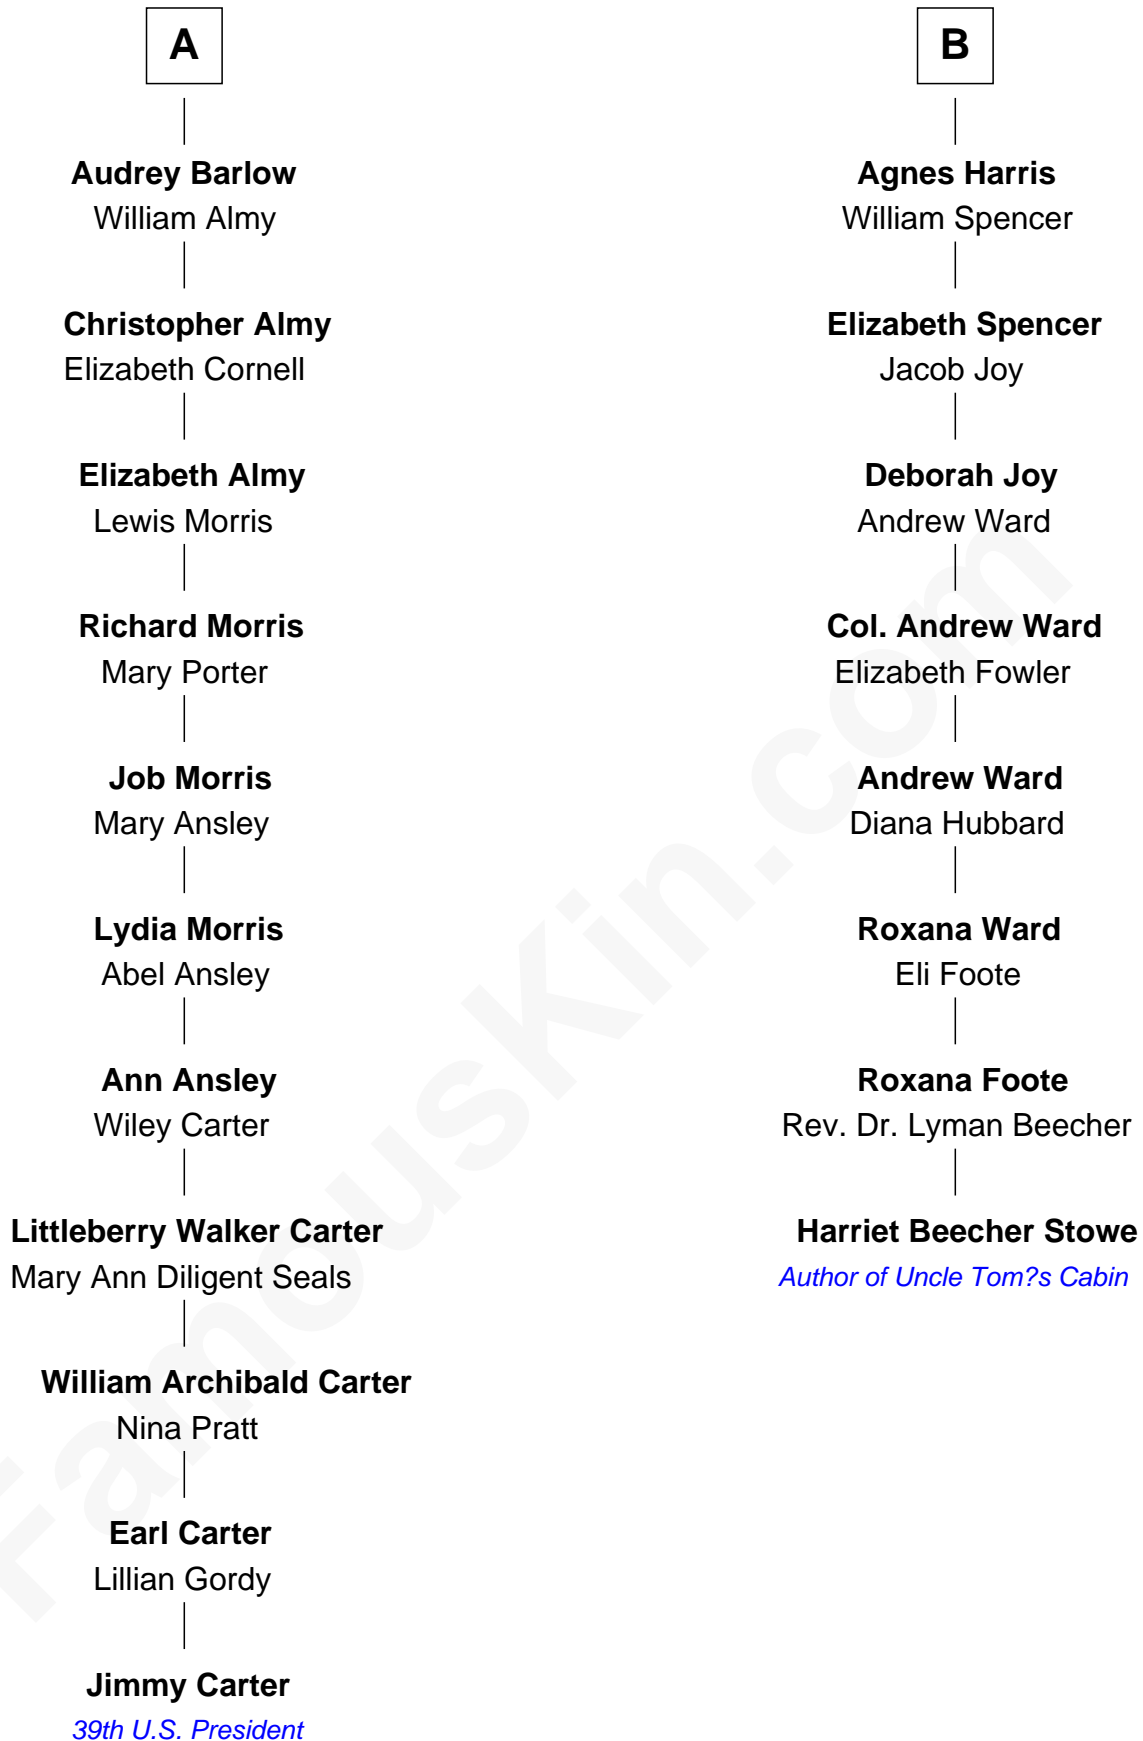 A
Audrey Barlow
William Almy
Christopher Almy
Elizabeth Cornell
Elizabeth Almy
Lewis Morris
Richard Morris
Mary Porter
Job Morris
Mary Ansley
Lydia Morris
Abel Ansley
Ann Ansley
Wiley Carter
Littleberry Walker Carter
Mary Ann Diligent Seals
William Archibald Carter
Nina Pratt
Earl Carter
Lillian Gordy
Jimmy Carter
39th U.S. President
B
Agnes Harris
William Spencer
Elizabeth Spencer
Jacob Joy
Deborah Joy
Andrew Ward
Col. Andrew Ward
Elizabeth Fowler
Andrew Ward
Diana Hubbard
Roxana Ward
Eli Foote
Roxana Foote
Rev. Dr. Lyman Beecher
Harriet Beecher Stowe
Author of Uncle Tom?s Cabin
FamousKin.com